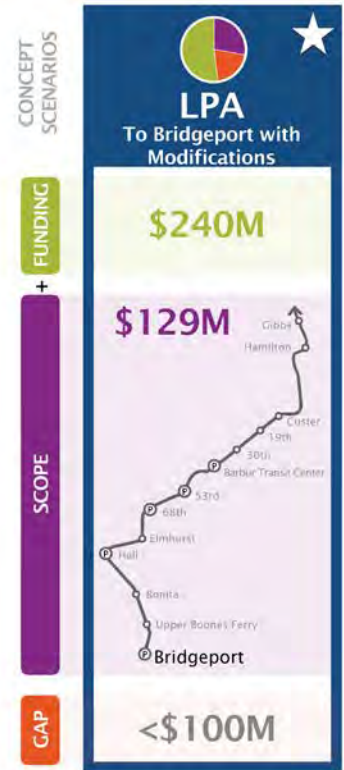 CONCEPT
SCENARIOS
LPA
To Bridgeport with
Modifications
FUNDING
$240M
+
SCOPE
$129M
Gibbs
Hamilton
Custer
19th
30th
Barbur Transit Center
P
53rd
P
68th
P
Elmhurst
P Hall
Bonita
Upper Boones Ferry
P Bridgeport
GAP
<$100M